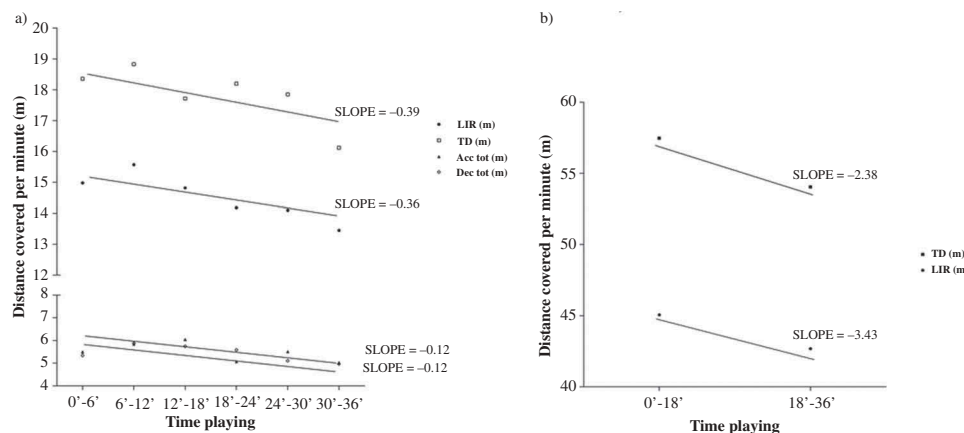 a)
20
19
18
17
16
15
14
13
12
8
7
6
5
4
Distance covered per minute (m)
SLOPE = –0.39
SLOPE = –0.36
SLOPE = –0.12
SLOPE = –0.12
LIR (m)
TD (m)
Acc tot (m)
Dec tot (m)
0’-6’ 6’-12’ 12’-18’ 18’-24’ 24’-30’ 30’-36’
Time playing
b)
60
55
50
45
40
Distance covered per minute (m)
SLOPE = –2.38
SLOPE = –3.43
TD (m)
LIR (m
0’-18’ 18’-36’
Time playing